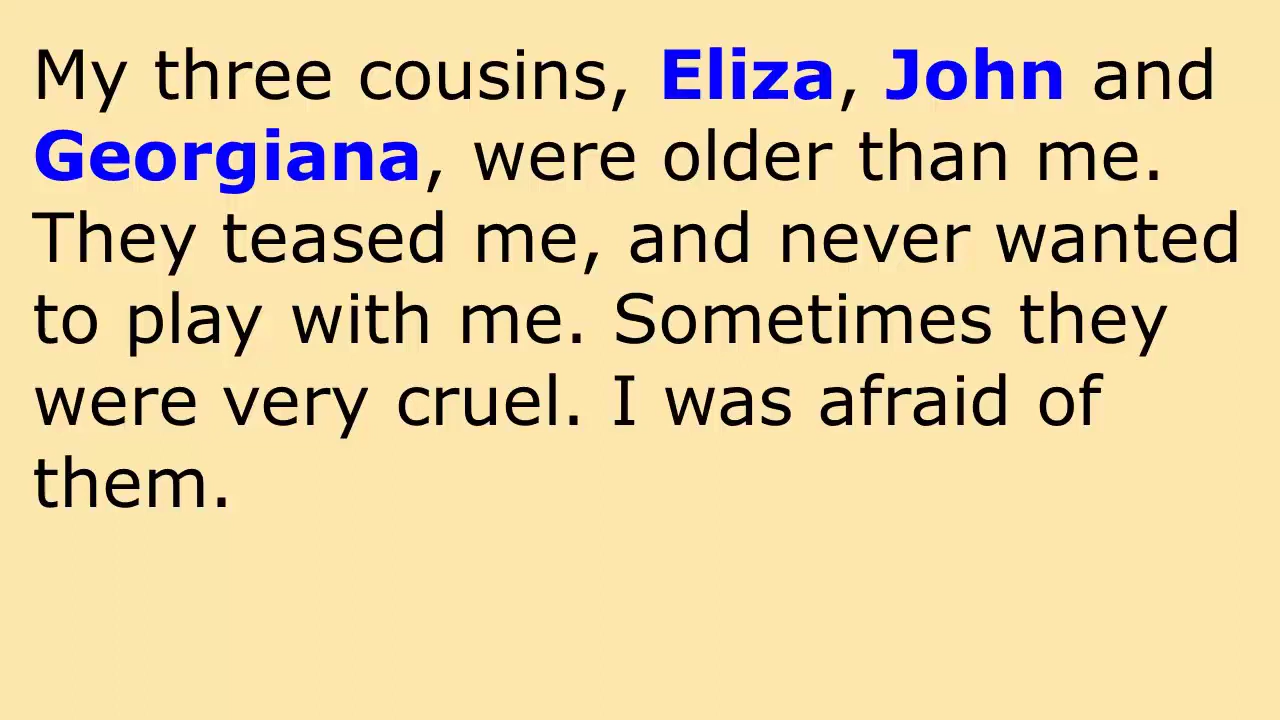 My three cousins, Eliza, John and
Georgiana, were older than me.
They teased me, and never wanted
to play with me. Sometimes they
were very cruel. I was afraid of
them.